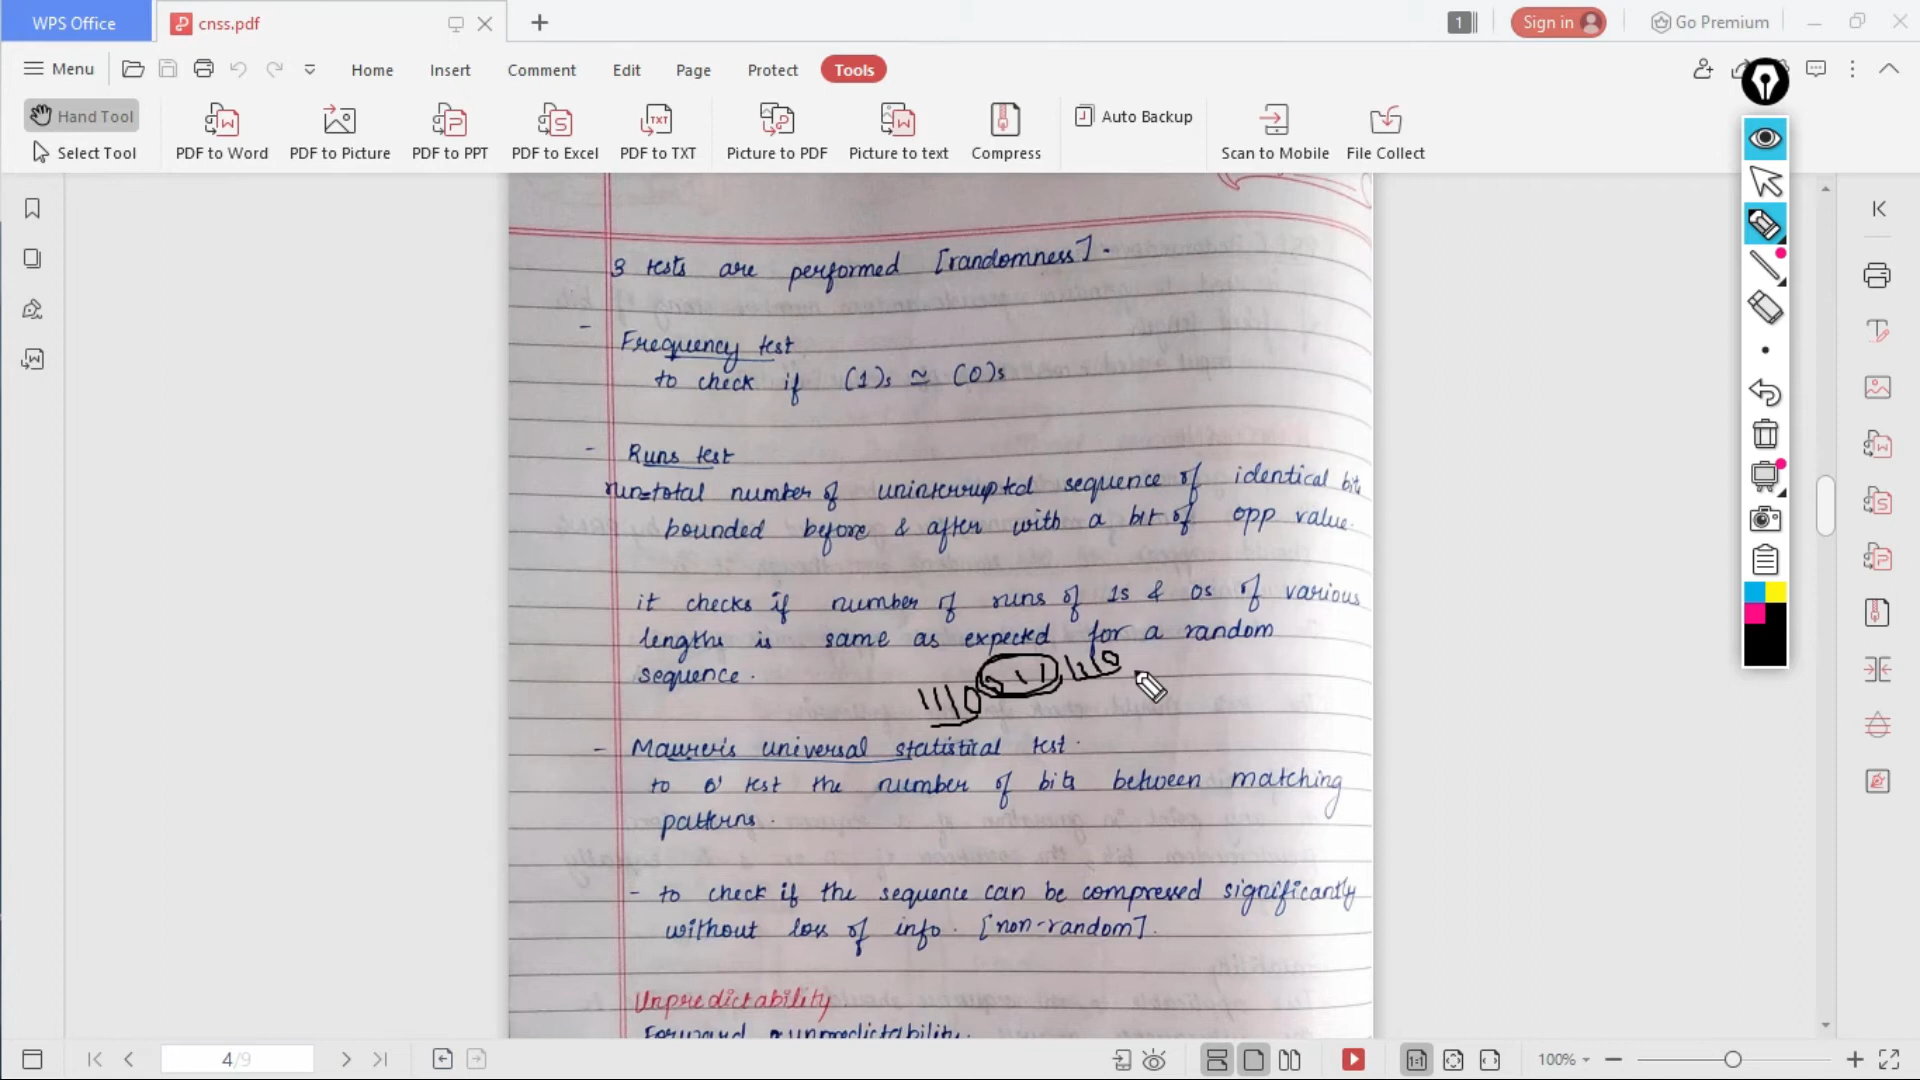 WPS Office
cnss.pdf
1
Sign in
Go Premium
Menu
Home
Insert
Comment
Edit
Page
Protect
Tools
Hand Tool
Select Tool
PDF to Word
PDF to Picture
PDF to PPT
PDF to Excel
PDF to TXT
Picture to PDF
Picture to text
Compress
Auto Backup
Scan to Mobile
File Collect
3 tests are performed [randomness] -
- Frequency test
to check if (1)s ≃ (0)s
- Runs test
run=total number of uninterrupted sequence of identical bits
bounded before & after with a bit of opp value.
it checks if number of runs of 1s & 0s of various
lengths is same as expected for a random
sequence.
1110
- Maurer's universal statistical test.
to test the number of bits between matching
patterns.
- to check if the sequence can be compressed significantly
without loss of info. [non-random].
Unpredictability
Forward unpredictability.
4/9
100%